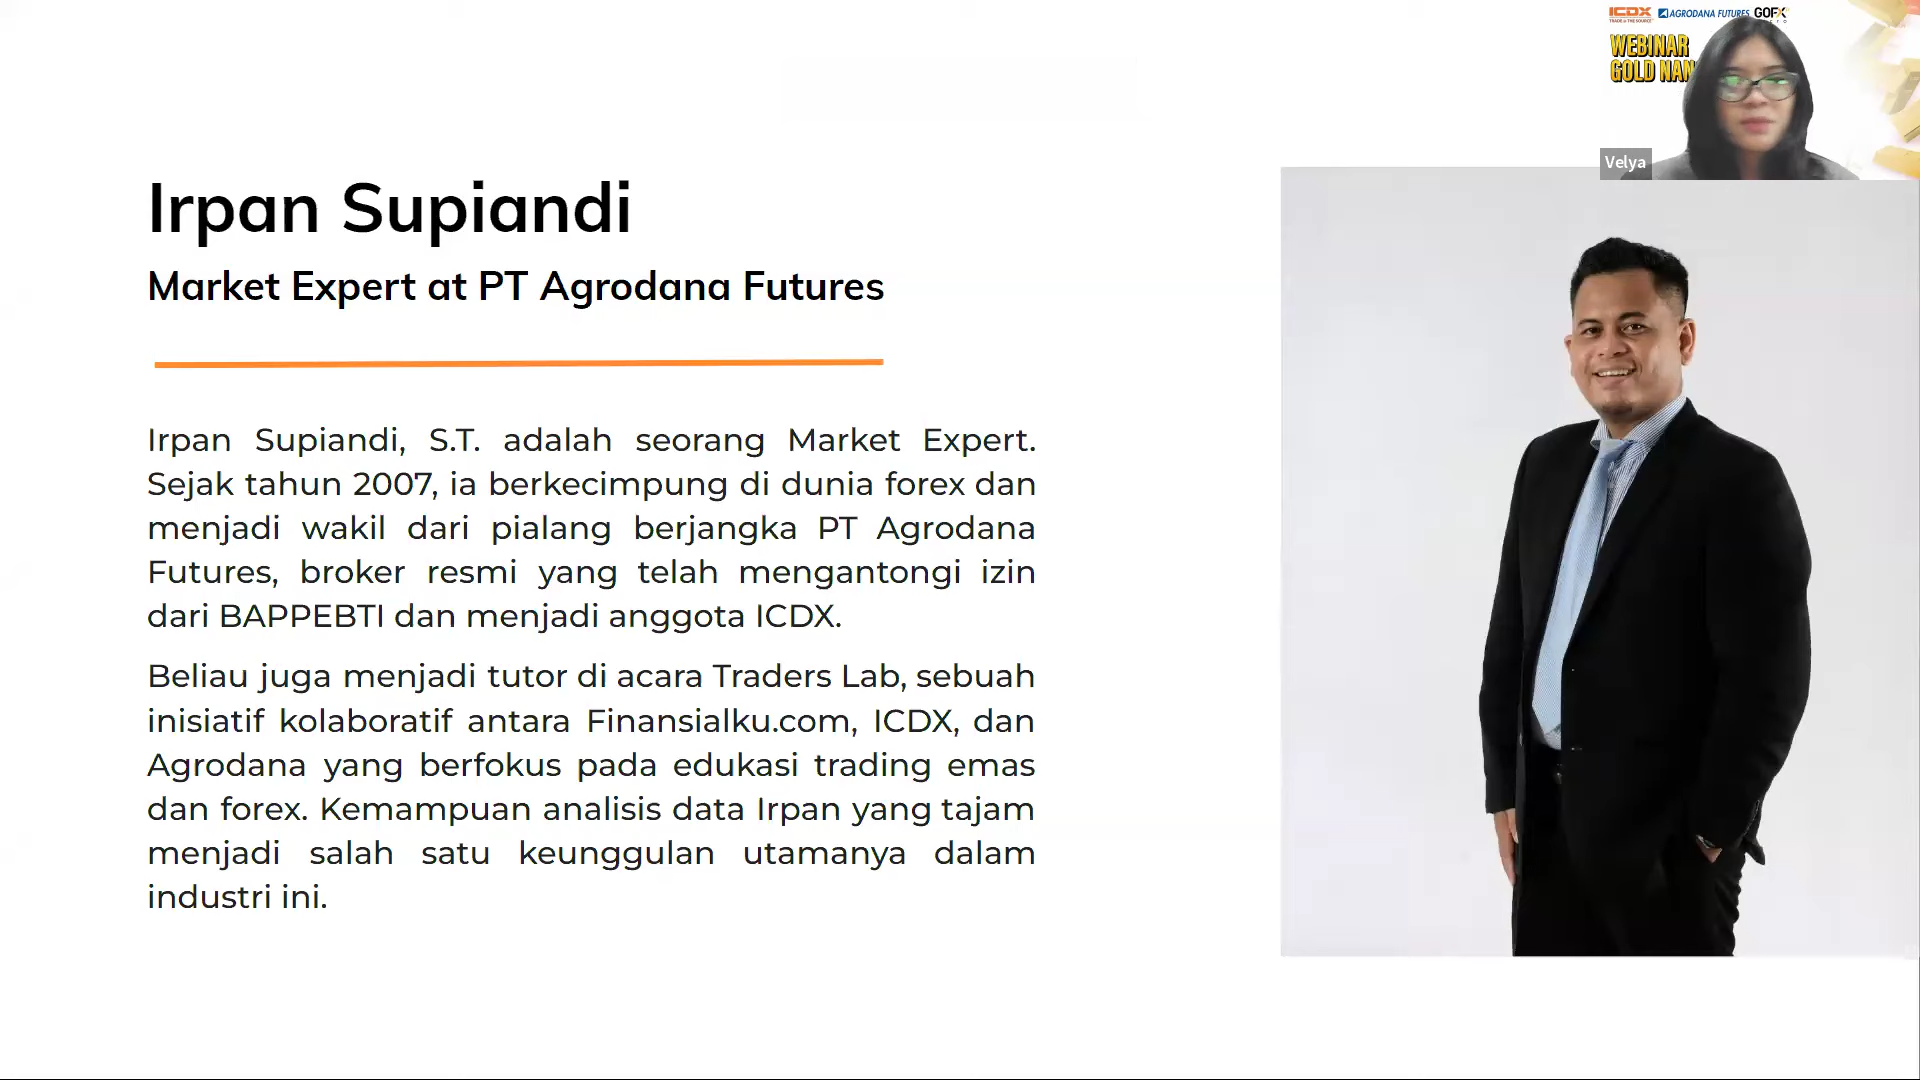 ICDX AGRODANA FUTURES GOFX
WEBINAR
GOLD NAN
Velya
Irpan Supiandi
Market Expert at PT Agrodana Futures
Irpan Supiandi, S.T. adalah seorang Market Expert.
Sejak tahun 2007, ia berkecimpung di dunia forex dan
menjadi wakil dari pialang berjangka PT Agrodana
Futures, broker resmi yang telah mengantongi izin
dari BAPPEBTI dan menjadi anggota ICDX.
Beliau juga menjadi tutor di acara Traders Lab, sebuah
inisiatif kolaboratif antara Finansialku.com, ICDX, dan
Agrodana yang berfokus pada edukasi trading emas
dan forex. Kemampuan analisis data Irpan yang tajam
menjadi salah satu keunggulan utamanya dalam
industri ini.